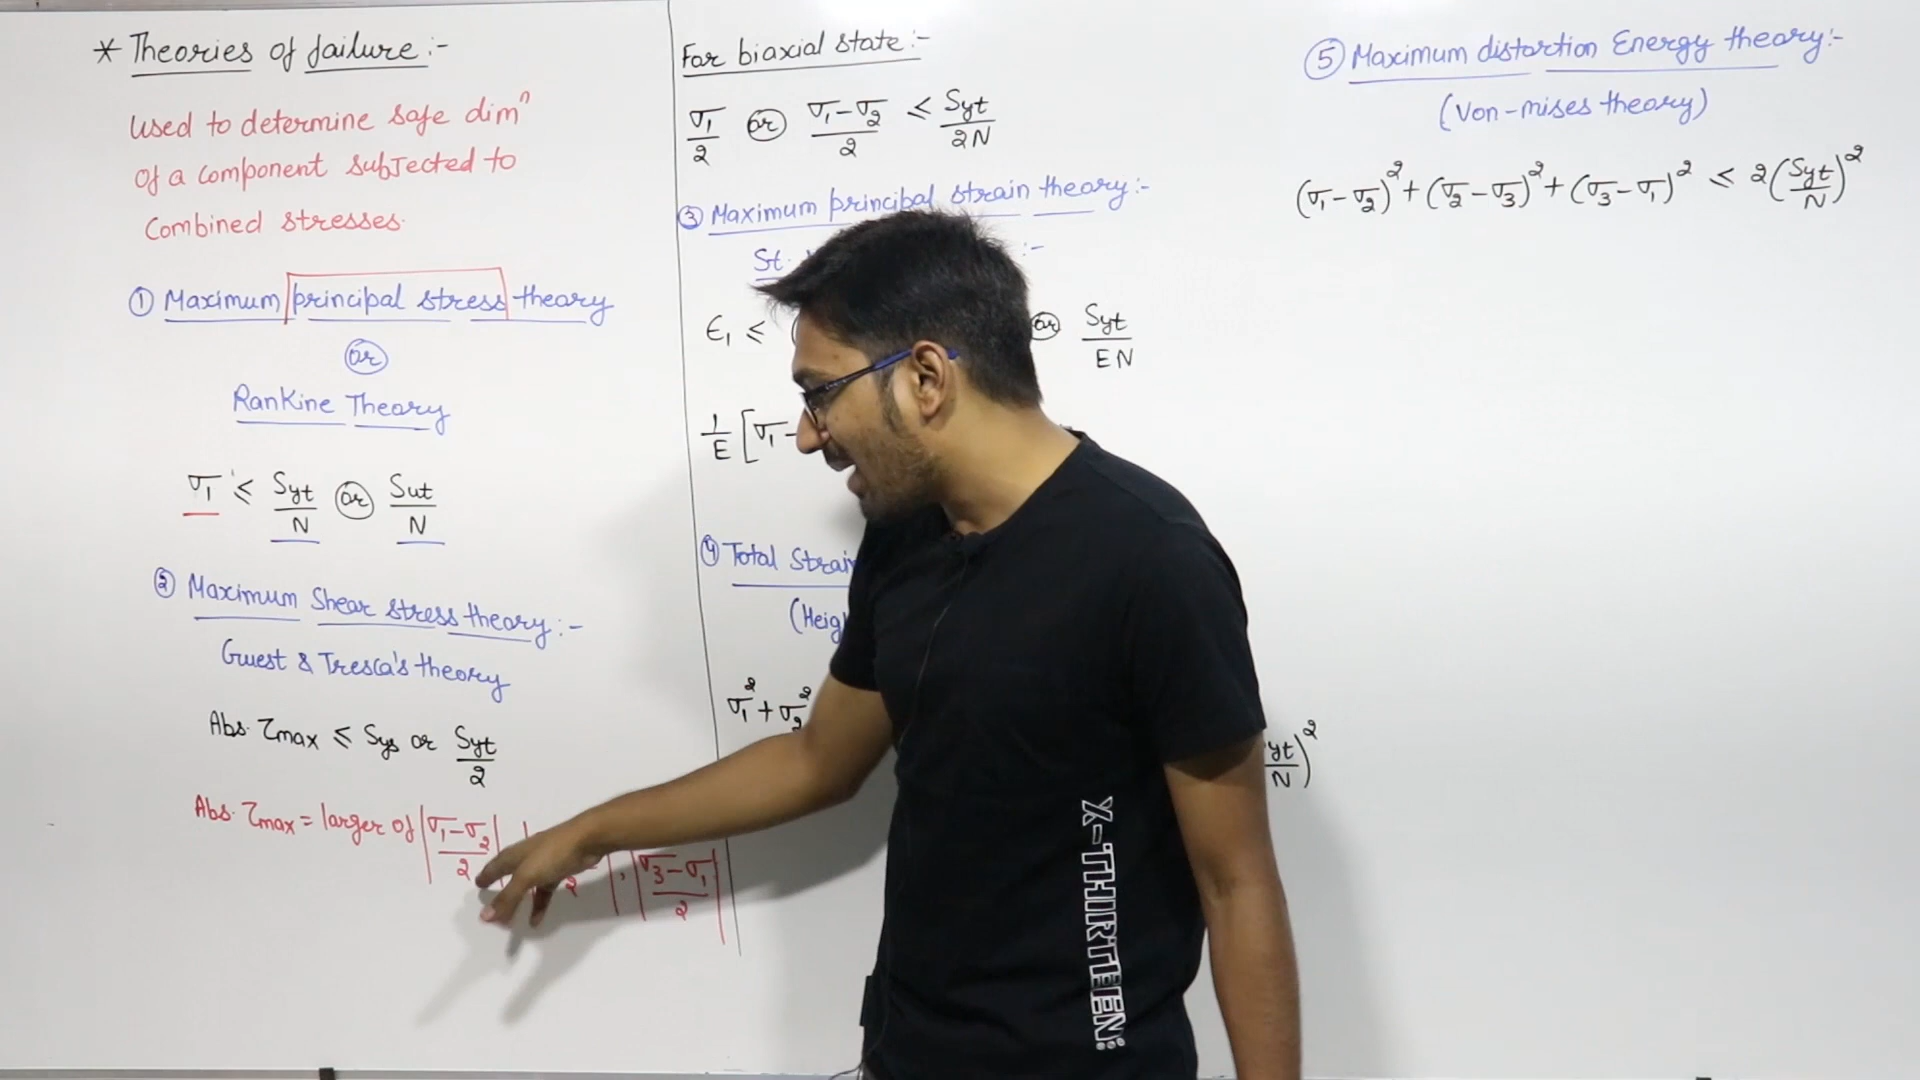 * Theories of failure:-
used to determine safe dimⁿ
of a component subjected to
Combined stresses.
① Maximum principal stress theory
or
Rankine Theory
σ₁ ≤ Syt/N or Sut/N
② Maximum Shear stress theory:-
Guest & Tresca's theory
Abs. τmax ≤ Sys or Syt/2
Abs. τmax = larger of |σ₁-σ₂/2|, |/2|, |σ₃-σ₁/2|
For biaxial state:-
σ₁/2 or σ₁-σ₂/2 ≤ Syt/2N
③ Maximum principal strain theory:-
St. :-
ϵ₁ ≤ ( or Syt/EN
1/E [σ₁-
④ Total Strain
(Heig
σ₁² + σ₂² yt/N)²
⑤ Maximum distortion Energy theory:-
(Von-mises theory)
(σ₁-σ₂)² + (σ₂-σ₃)² + (σ₃-σ₁)² ≤ 2(Syt/N)²
X-THIRTEEN: